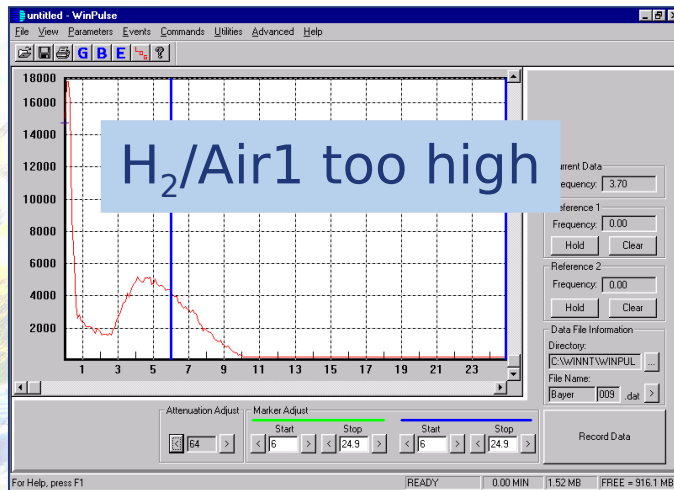 untitled - WinPulse
File View Parameters Events Commands Utilities Advanced Help
G B E
18000
16000
14000
12000
10000
8000
6000
4000
2000
1 3 5 7 9 11 13 15 17 19 21 23
H₂/Air1 too high
Current Data
Frequency: 3.70
Reference 1
Frequency: 0.00
Hold Clear
Reference 2
Frequency: 0.00
Hold Clear
Data File Information
Directory:
C:\WINNT\WINPUL ...
File Name:
Bayer 009 .dat >
Attenuation Adjust
< 64 >
Marker Adjust
Start Stop Start Stop
< 6 > < 24.9 > < 6 > < 24.9 >
Record Data
For Help, press F1 READY 0.00 MIN 1.52 MB FREE = 916.1 MB